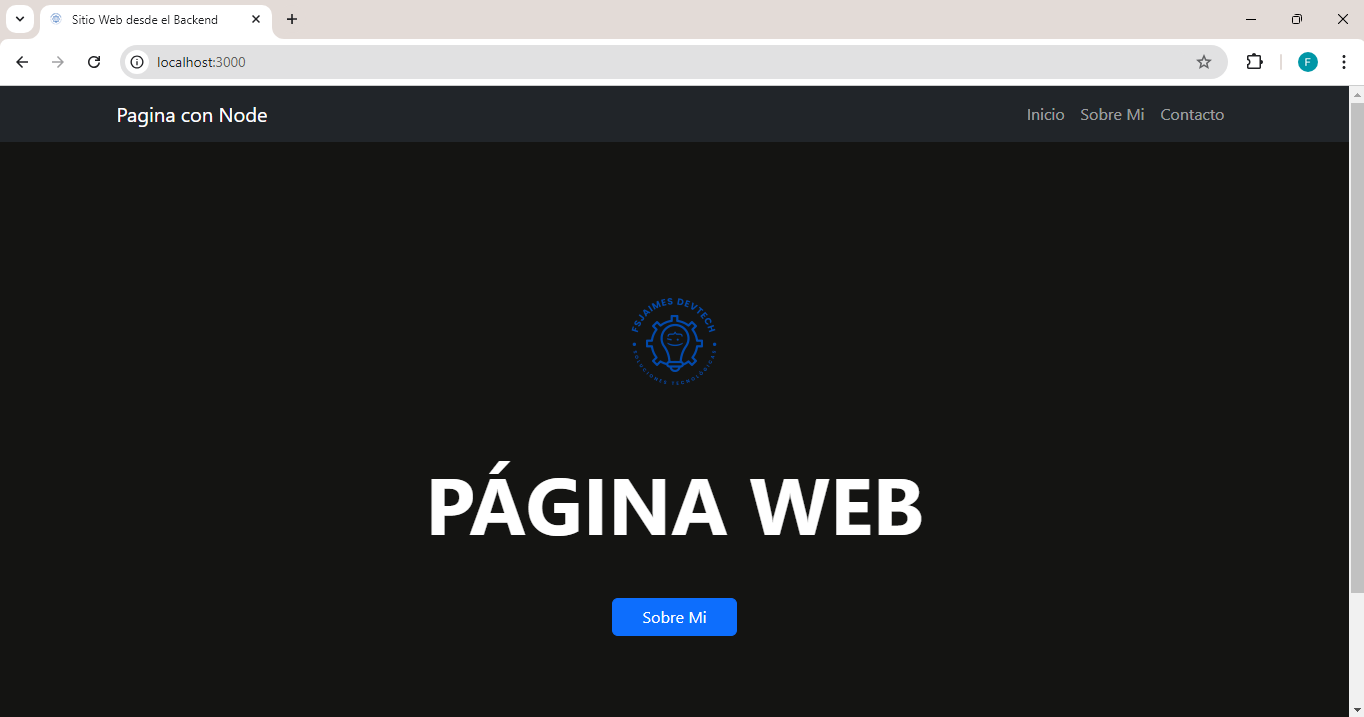 Sitio Web desde el Backend
localhost:3000
F
Pagina con Node
Inicio Sobre Mi Contacto
FSJAIMES DEVTECH
SOLUCIONES TECNOLÓGICAS
PÁGINA WEB
Sobre Mi